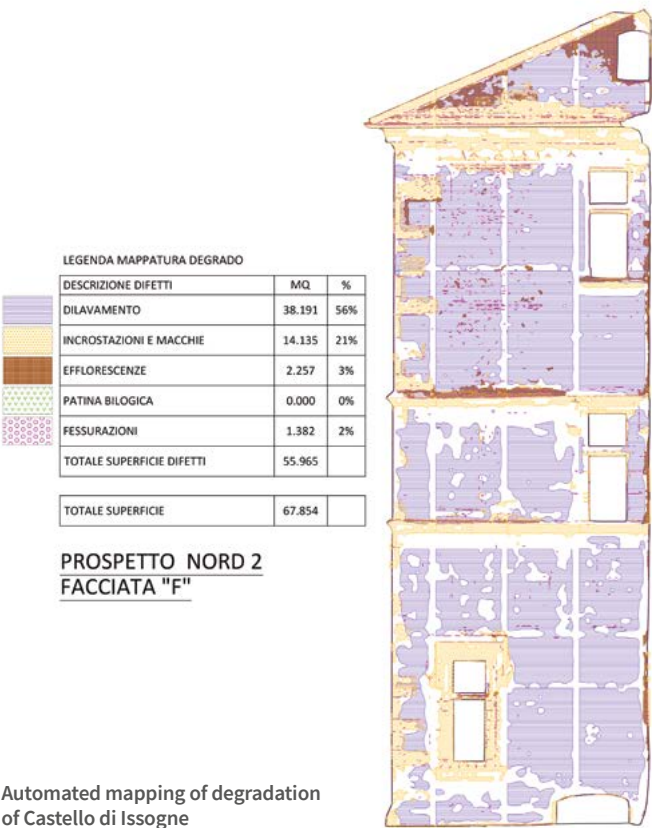 LEGENDA MAPPATURA DEGRADO
DESCRIZIONE DIFETTI MQ %
DILAVAMENTO 38.191 56%
INCROSTAZIONI E MACCHIE 14.135 21%
EFFLORESCENZE 2.257 3%
PATINA BILOGICA 0.000 0%
FESSURAZIONI 1.382 2%
TOTALE SUPERFICIE DIFETTI 55.965
TOTALE SUPERFICIE 67.854
PROSPETTO NORD 2
FACCIATA "F"
Automated mapping of degradation
of Castello di Issogne